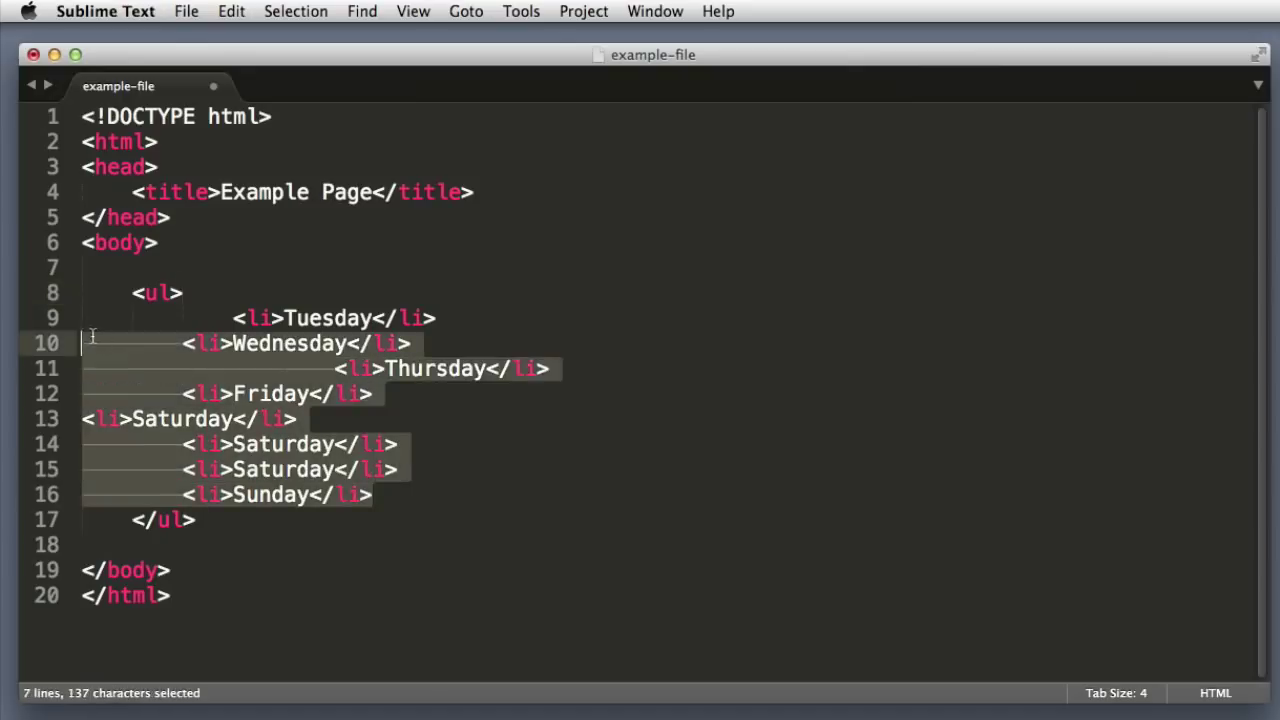 Sublime Text File Edit Selection Find View Goto Tools Project Window Help
example-file
example-file
1 <!DOCTYPE html>
2 <html>
3 <head>
4 <title>Example Page</title>
5 </head>
6 <body>
7
8 <ul>
9 <li>Tuesday</li>
10 <li>Wednesday</li>
11 <li>Thursday</li>
12 <li>Friday</li>
13 <li>Saturday</li>
14 <li>Saturday</li>
15 <li>Saturday</li>
16 <li>Sunday</li>
17 </ul>
18
19 </body>
20 </html>
7 lines, 137 characters selected Tab Size: 4 HTML